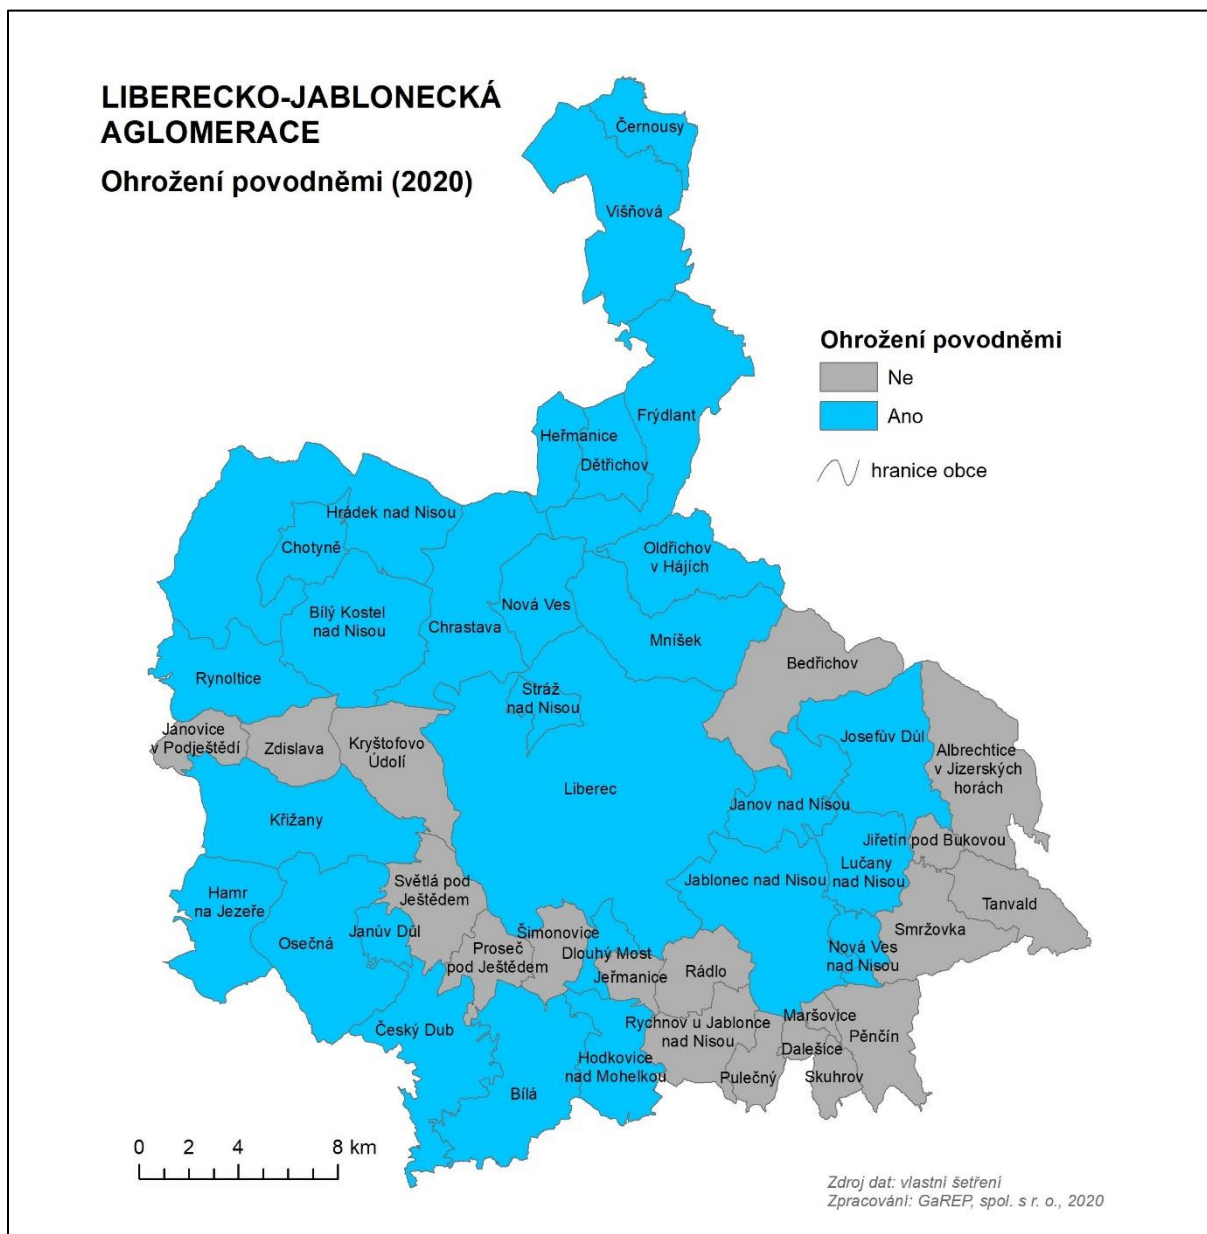 LIBERECKO-JABLONECKÁ
AGLOMERACE
Ohrožení povodněmi (2020)
Černousy
Višňová
Ohrožení povodněmi
Ne
Ano
hranice obce
Frýdlant
Heřmanice
Dětřichov
Hrádek nad Nisou
Chotyně
Oldřichov
v Hájích
Nová Ves
Bílý Kostel
nad Nisou
Chrastava
Mníšek
Bedřichov
Rynoltice
Stráž
nad Nisou
Jánovice
v Podještědí
Zdislava
Kryštofovo
Údolí
Josefův Důl
Albrechtice
v Jizerských
horách
Liberec
Janov nad Nisou
Křižany
Jiřetín pod Bukovou
Lučany
nad Nisou
Jablonec nad Nisou
Světlá pod
Ještědem
Hamr
na Jezeře
Tanvald
Smržovka
Janův Důl
Osečná
Šimonovice
Proseč
pod Ještědem
Dlouhý Most
Nová Ves
nad Nisou
Jeřmanice
Rádlo
Český Dub
Rychnov u Jablonce
nad Nisou
Maršovice
Pěnčín
Dalešice
Hodkovice
nad Mohelkou
Pulečný
Skuhrov
Bílá
0 2 4 8 km
Zdroj dat: vlastní šetření
Zpracování: GaREP, spol. s r. o., 2020